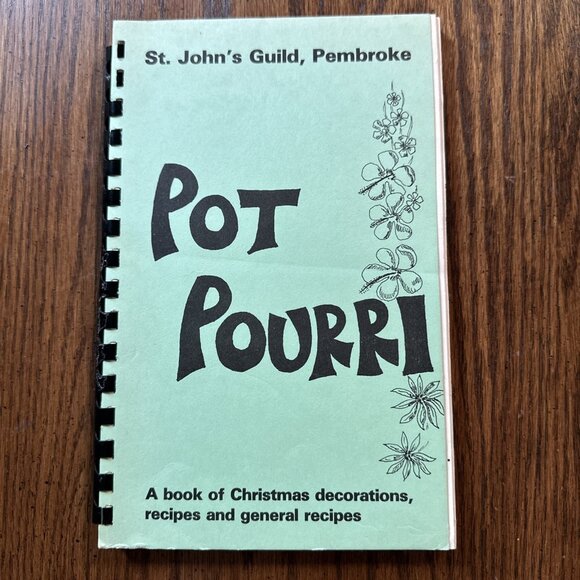 St. John's Guild, Pembroke
POT
POURRI
A book of Christmas decorations,
recipes and general recipes